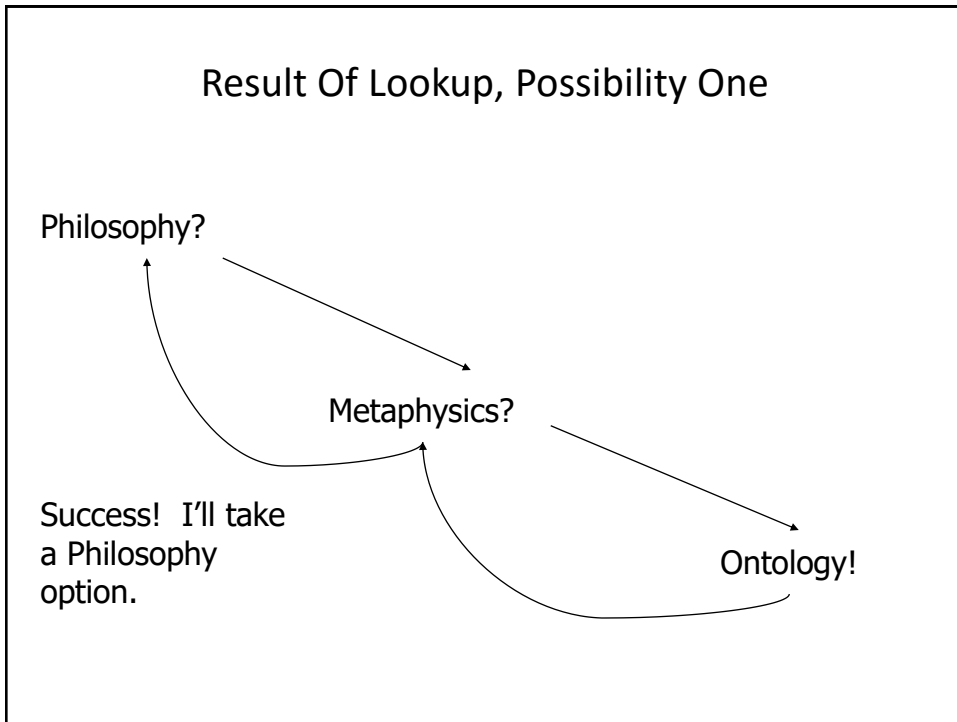 Result Of Lookup, Possibility One
Philosophy?
Metaphysics?
Success!  I’ll take
a Philosophy
option.
Ontology!